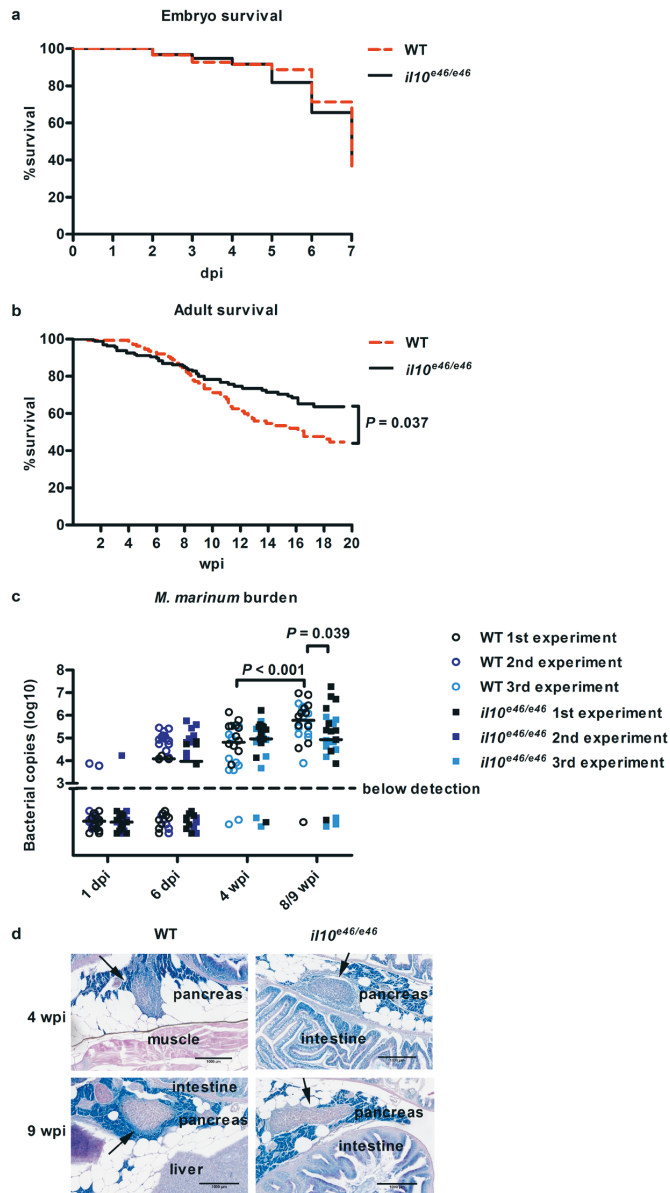 a
Embryo survival
100
80
60
40
20
0
%survival
0 1 2 3 4 5 6 7
dpi
WT
il10e46/e46
b
Adult survival
100
80
60
40
20
0
%survival
2 4 6 8 10 12 14 16 18 20
wpi
WT
il10e46/e46
P = 0.037
c
M. marinum burden
P = 0.039
P < 0.001
8
7
6
5
4
3
Bacterial copies (log10)
below detection
1 dpi
6 dpi
4 wpi
8/9 wpi
WT 1st experiment
WT 2nd experiment
WT 3rd experiment
il10e46/e46 1st experiment
il10e46/e46 2nd experiment
il10e46/e46 3rd experiment
d
WT
il10e46/e46
4 wpi
pancreas
muscle
pancreas
intestine
9 wpi
intestine
pancreas
liver
pancreas
intestine